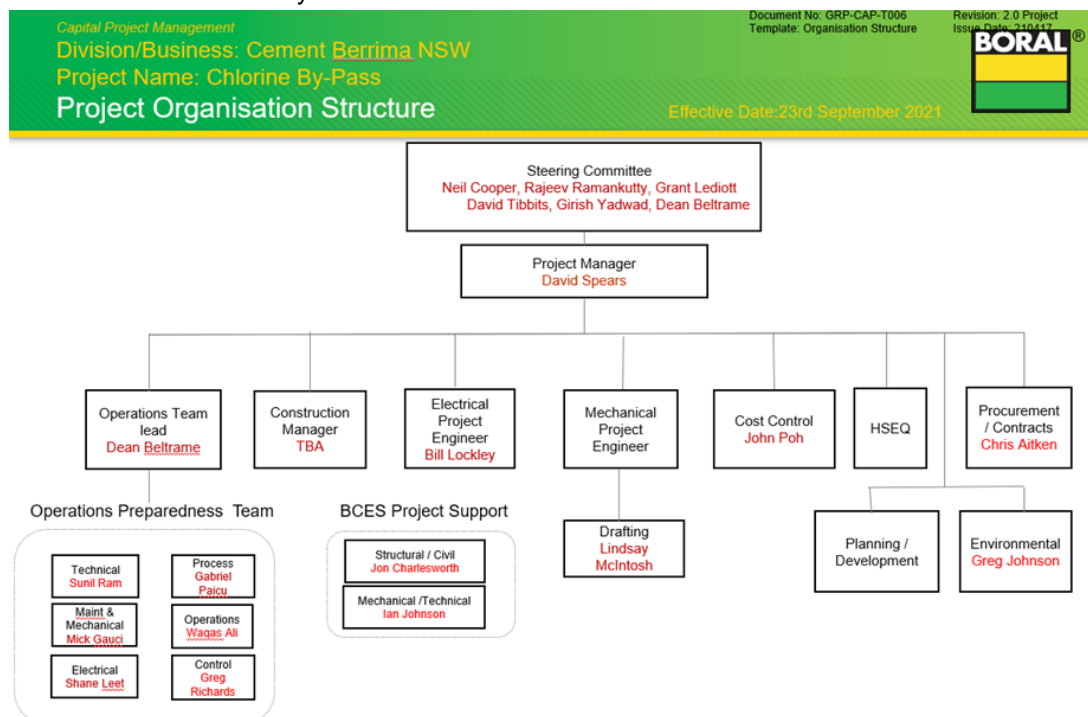 y
Capital Project Management
Document No: GRP-CAP-T006
Template: Organisation Structure
Revision: 2.0 Project
Issue Date: 210417
BORAL®
Division/Business: Cement Berrima NSW
Project Name: Chlorine By-Pass
Project Organisation Structure
Effective Date:23rd September 2021
Steering Committee
Neil Cooper, Rajeev Ramankutty, Grant Lediott
David Tibbits, Girish Yadwad, Dean Beltrame
Project Manager
David Spears
Operations Team
lead
Dean Beltrame
Construction
Manager
TBA
Electrical
Project
Engineer
Bill Lockley
Mechanical
Project
Engineer
Cost Control
John Poh
HSEQ
Procurement
/ Contracts
Chris Aitken
Operations Preparedness Team
Technical
Sunil Ram
Process
Gabriel
Paicu
Maint &
Mechanical
Mick Gauci
Operations
Waqas Ali
Electrical
Shane Leet
Control
Greg
Richards
BCES Project Support
Structural / Civil
Jon Charlesworth
Mechanical /Technical
Ian Johnson
Drafting
Lindsay
McIntosh
Planning /
Development
Environmental
Greg Johnson